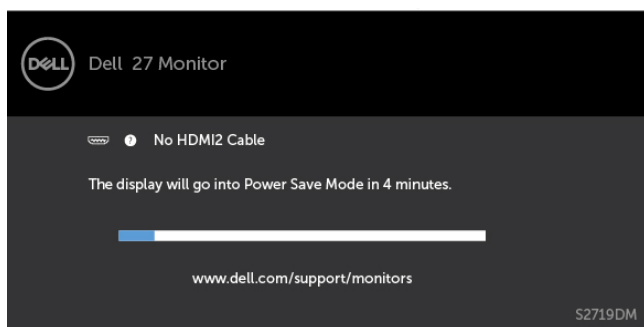 DELL
Dell 27 Monitor
? No HDMI2 Cable
The display will go into Power Save Mode in 4 minutes.
www.dell.com/support/monitors
S2719DM